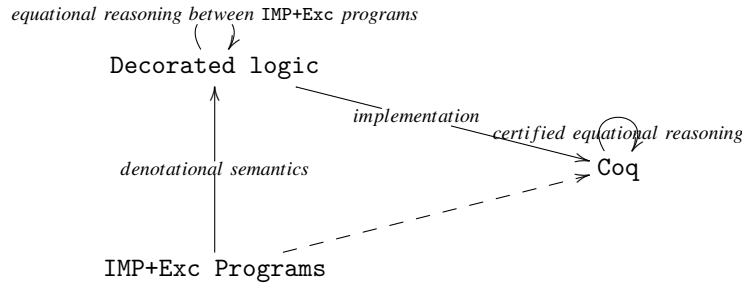 equational reasoning between IMP+Exc programs
Decorated logic
implementation
certified equational reasoning
denotational semantics
Coq
IMP+Exc Programs